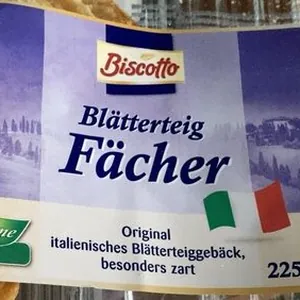 Biscotto
Blätterteig
Fächer
Original
italienisches Blätterteiggebäck,
besonders zart
225